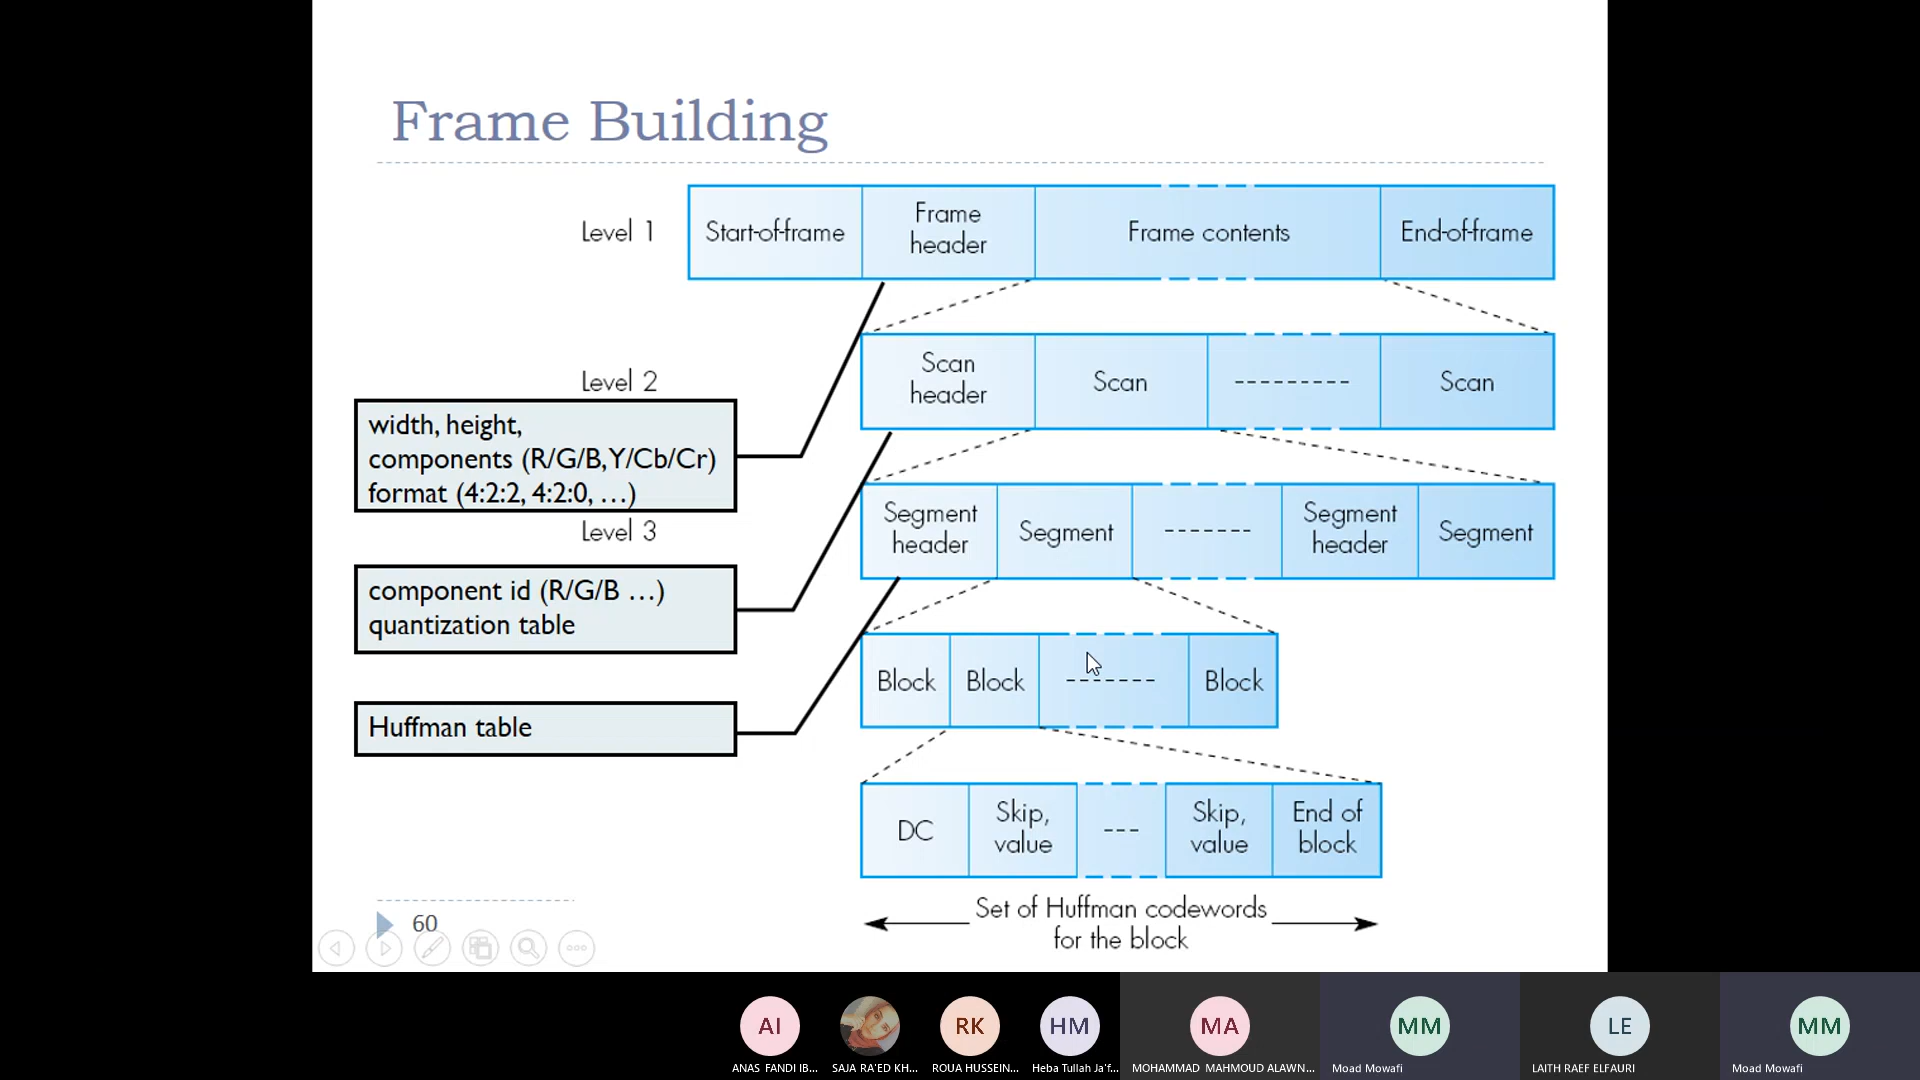 Frame Building
Level 1
Start-of-frame
Frame
header
Frame contents
End-of-frame
Level 2
Scan
header
Scan
Scan
width, height,
components (R/G/B,Y/Cb/Cr)
format (4:2:2, 4:2:0, …)
Level 3
Segment
header
Segment
Segment
header
Segment
component id (R/G/B …)
quantization table
Block
Block
Block
Huffman table
DC
Skip,
value
Skip,
value
End of
block
Set of Huffman codewords
for the block
60
AI
RK
HM
MA
MM
LE
MM
ANAS FANDI IB...
SAJA RA'ED KH...
ROUA HUSSEIN...
Heba Tullah Ja'f...
MOHAMMAD MAHMOUD ALAWN...
Moad Mowafi
LAITH RAEF ELFAURI
Moad Mowafi